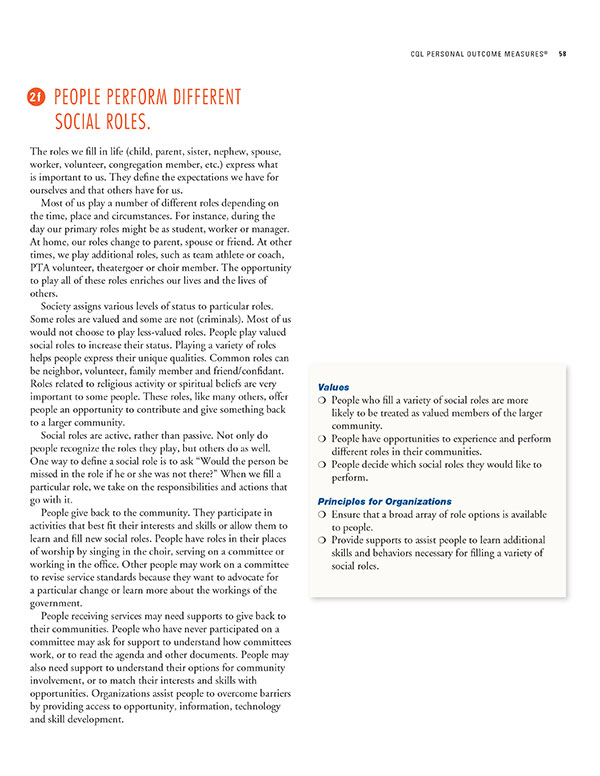 CQL PERSONAL OUTCOME MEASURES® 58
2f PEOPLE PERFORM DIFFERENT
SOCIAL ROLES.
The roles we fill in life (child, parent, sister, nephew, spouse,
worker, volunteer, congregation member, etc.) express what
is important to us. They define the expectations we have for
ourselves and that others have for us.
Most of us play a number of different roles depending on
the time, place and circumstances. For instance, during the
day our primary roles might be as student, worker or manager.
At home, our roles change to parent, spouse or friend. At other
times, we play additional roles, such as team athlete or coach,
PTA volunteer, theatergoer or choir member. The opportunity
to play all of these roles enriches our lives and the lives of
others.
Society assigns various levels of status to particular roles.
Some roles are valued and some are not (criminals). Most of us
would not choose to play less-valued roles. People play valued
social roles to increase their status. Playing a variety of roles
helps people express their unique qualities. Common roles can
be neighbor, volunteer, family member and friend/confidant.
Roles related to religious activity or spiritual beliefs are very
important to some people. These roles, like many others, offer
people an opportunity to contribute and give something back
to a larger community.
Social roles are active, rather than passive. Not only do
people recognize the roles they play, but others do as well.
One way to define a social role is to ask “Would the person be
missed in the role if he or she was not there?” When we fill a
particular role, we take on the responsibilities and actions that
go with it.
People give back to the community. They participate in
activities that best fit their interests and skills or allow them to
learn and fill new social roles. People have roles in their places
of worship by singing in the choir, serving on a committee or
working in the office. Other people may work on a committee
to revise service standards because they want to advocate for
a particular change or learn more about the workings of the
government.
People receiving services may need supports to give back to
their communities. People who have never participated on a
committee may ask for support to understand how committees
work, or to read the agenda and other documents. People may
also need support to understand their options for community
involvement, or to match their interests and skills with
opportunities. Organizations assist people to overcome barriers
by providing access to opportunity, information, technology
and skill development.
Values
❍ People who fill a variety of social roles are more
likely to be treated as valued members of the larger
community.
❍ People have opportunities to experience and perform
different roles in their communities.
❍ People decide which social roles they would like to
perform.
Principles for Organizations
❍ Ensure that a broad array of role options is available
to people.
❍ Provide supports to assist people to learn additional
skills and behaviors necessary for filling a variety of
social roles.